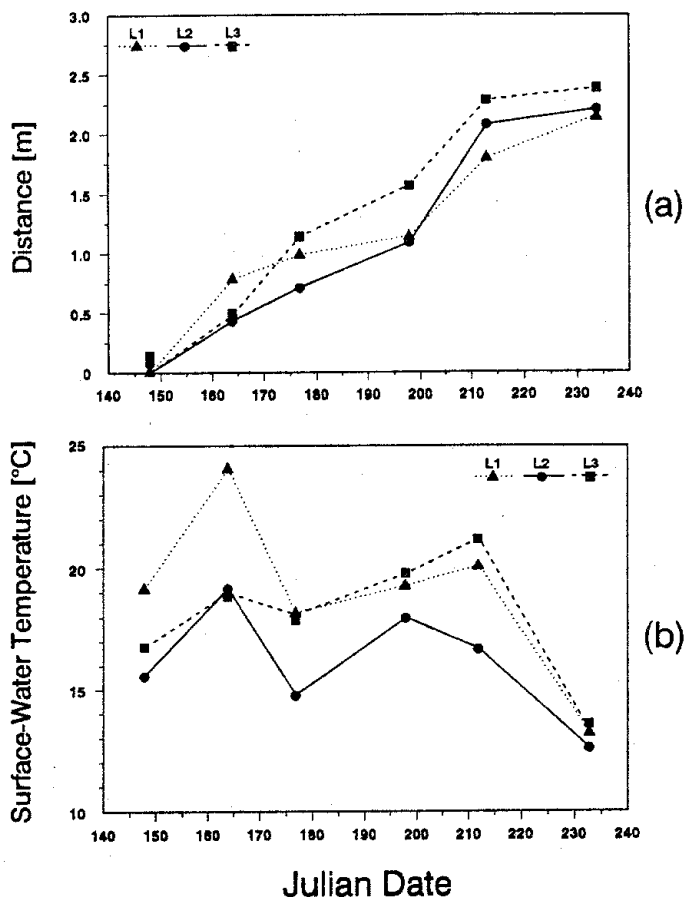 3.0
L1 L2 L3
2.5
2.0
1.5
1.0
0.5
0
Distance [m]
(a)
140 150 160 170 180 190 200 210 220 230 240
25
L1 L2 L3
20
15
10
Surface-Water Temperature [°C]
(b)
140 150 160 170 180 190 200 210 220 230 240
Julian Date